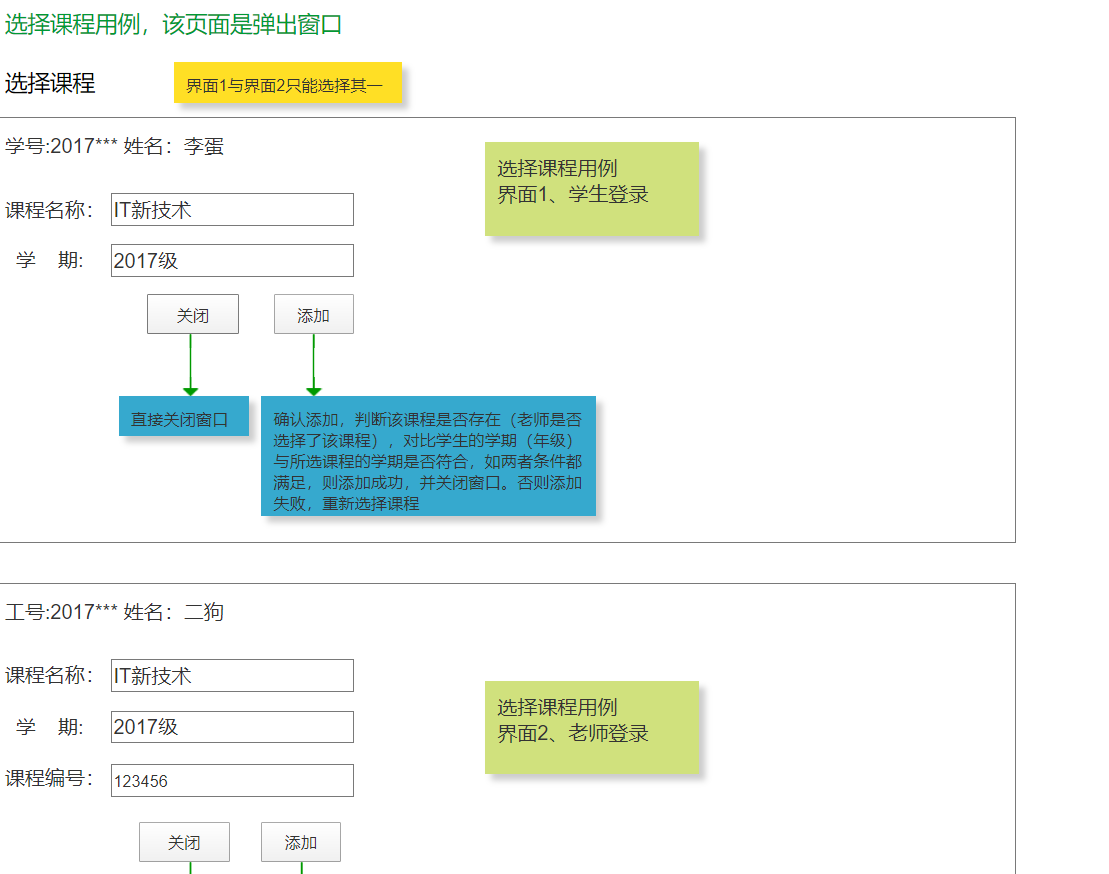 选择课程用例，该页面是弹出窗口
选择课程
界面1与界面2只能选择其一
学号:2017*** 姓名：李蛋
选择课程用例
界面1、学生登录
课程名称：
IT新技术
学 期:
2017级
关闭
添加
直接关闭窗口
确认添加，判断该课程是否存在（老师是否
选择了该课程），对比学生的学期（年级）
与所选课程的学期是否符合，如两者条件都
满足，则添加成功，并关闭窗口。否则添加
失败，重新选择课程
工号:2017*** 姓名：二狗
课程名称：
IT新技术
选择课程用例
界面2、老师登录
学 期:
2017级
课程编号：
123456
关闭
添加